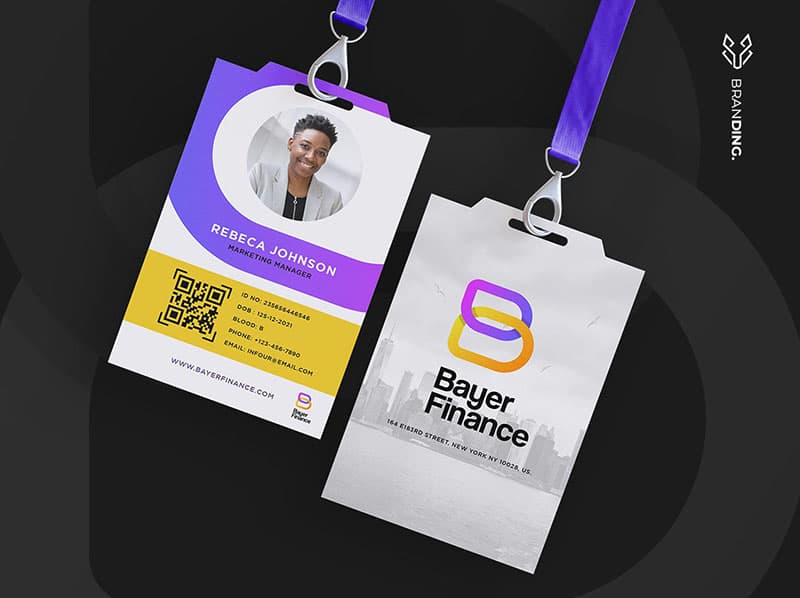 BRANDING.
REBECA JOHNSON
MARKETING MANAGER
ID NO: 235656446546
DOB : 125-12-2021
BLOOD: B
PHONE: +123-456-7890
EMAIL: INFOUR@EMAIL.COM
WWW.BAYERFINANCE.COM
Bayer
Finance
Bayer
Finance
164 E183RD STREET, NEW YORK NY 10028, US.